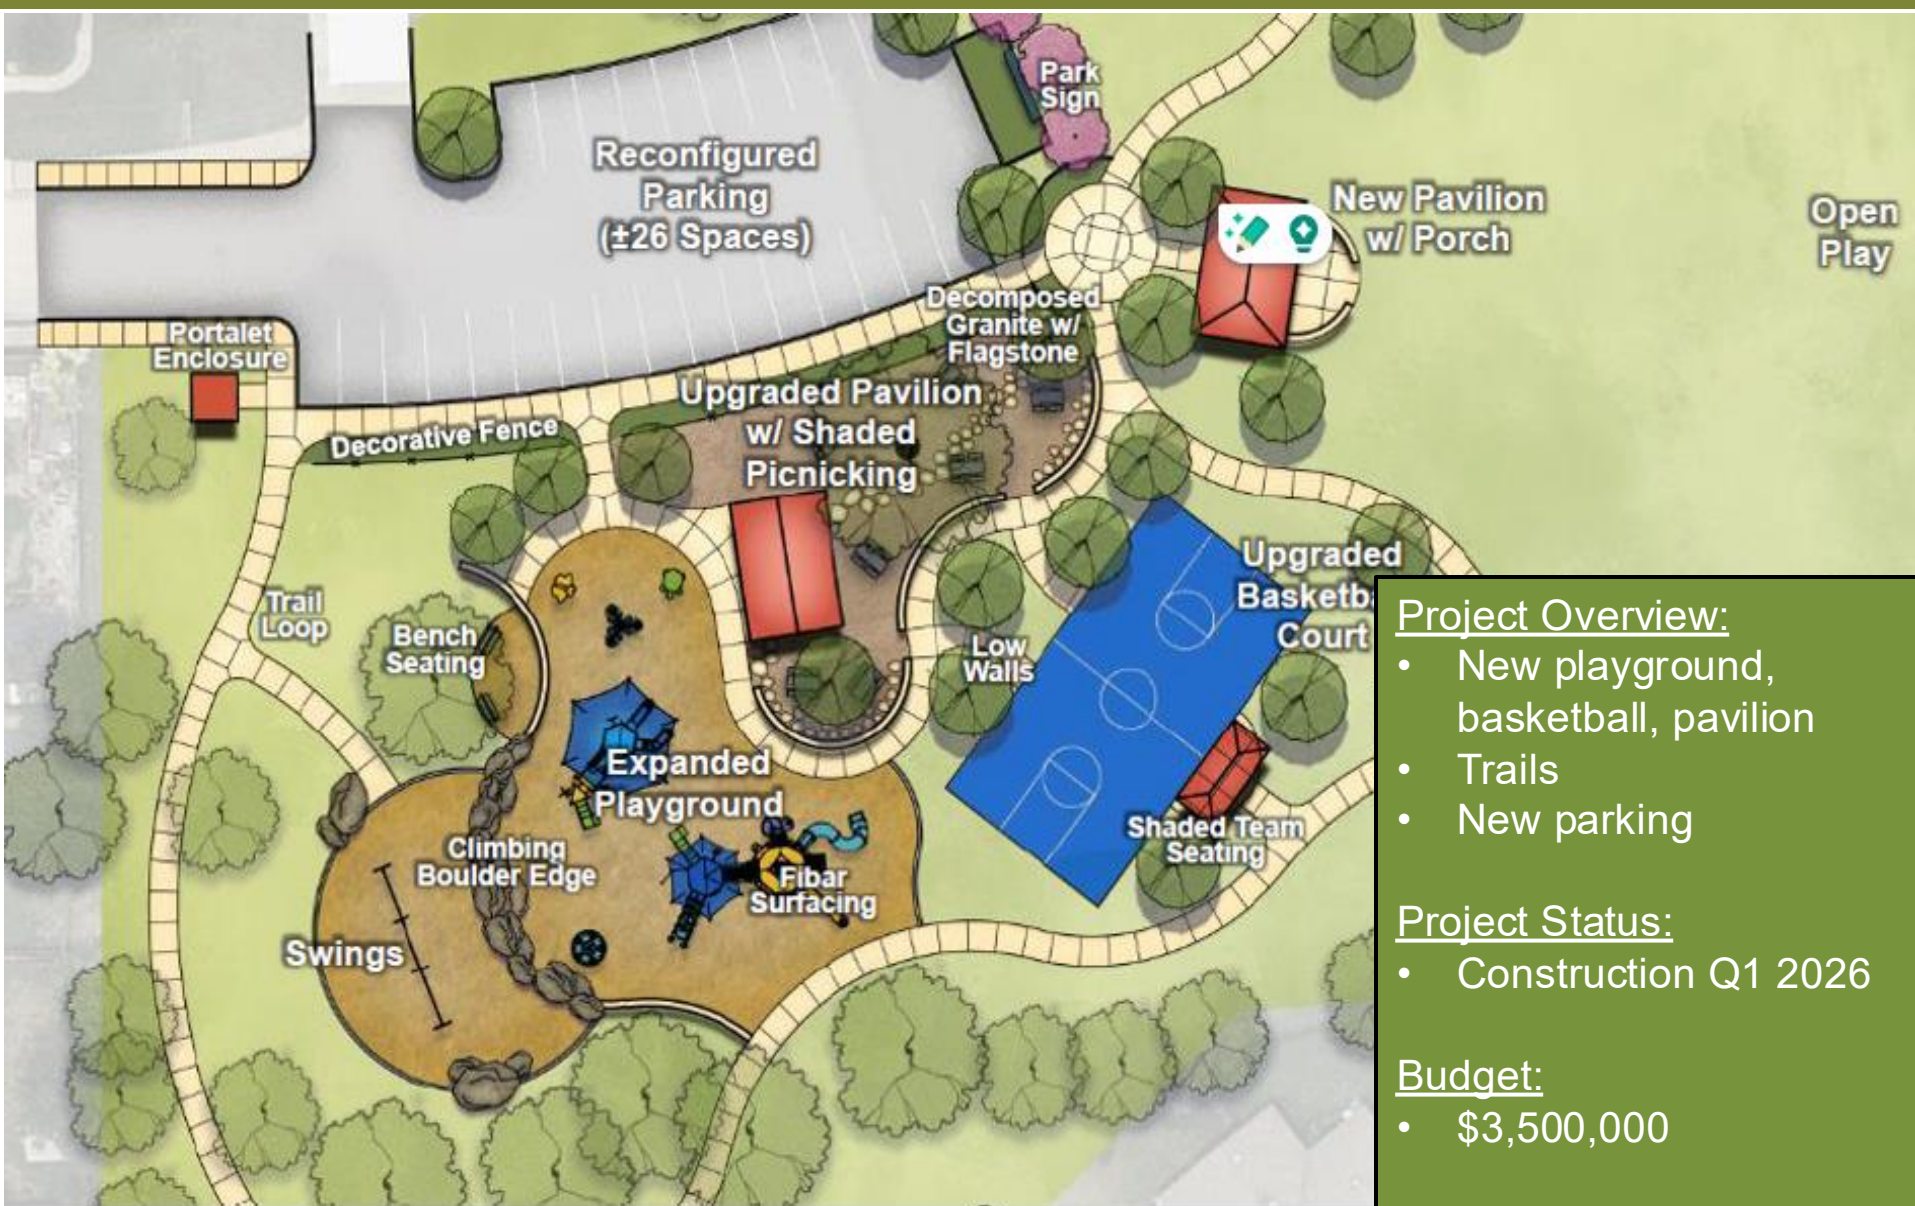 Park
Sign
Reconfigured
Parking
(±26 Spaces)
New Pavilion
w/ Porch
Open
Play
Portalet
Enclosure
Decomposed
Granite w/
Flagstone
Decorative Fence
Upgraded Pavilion
w/ Shaded
Picnicking
Trail
Loop
Bench
Seating
Low
Walls
Upgraded
Basketba
Court
Expanded
Playground
Climbing
Boulder Edge
Fibar
Surfacing
Shaded Team
Seating
Swings
Project Overview:
• New playground,
basketball, pavilion
• Trails
• New parking
Project Status:
• Construction Q1 2026
Budget:
• $3,500,000